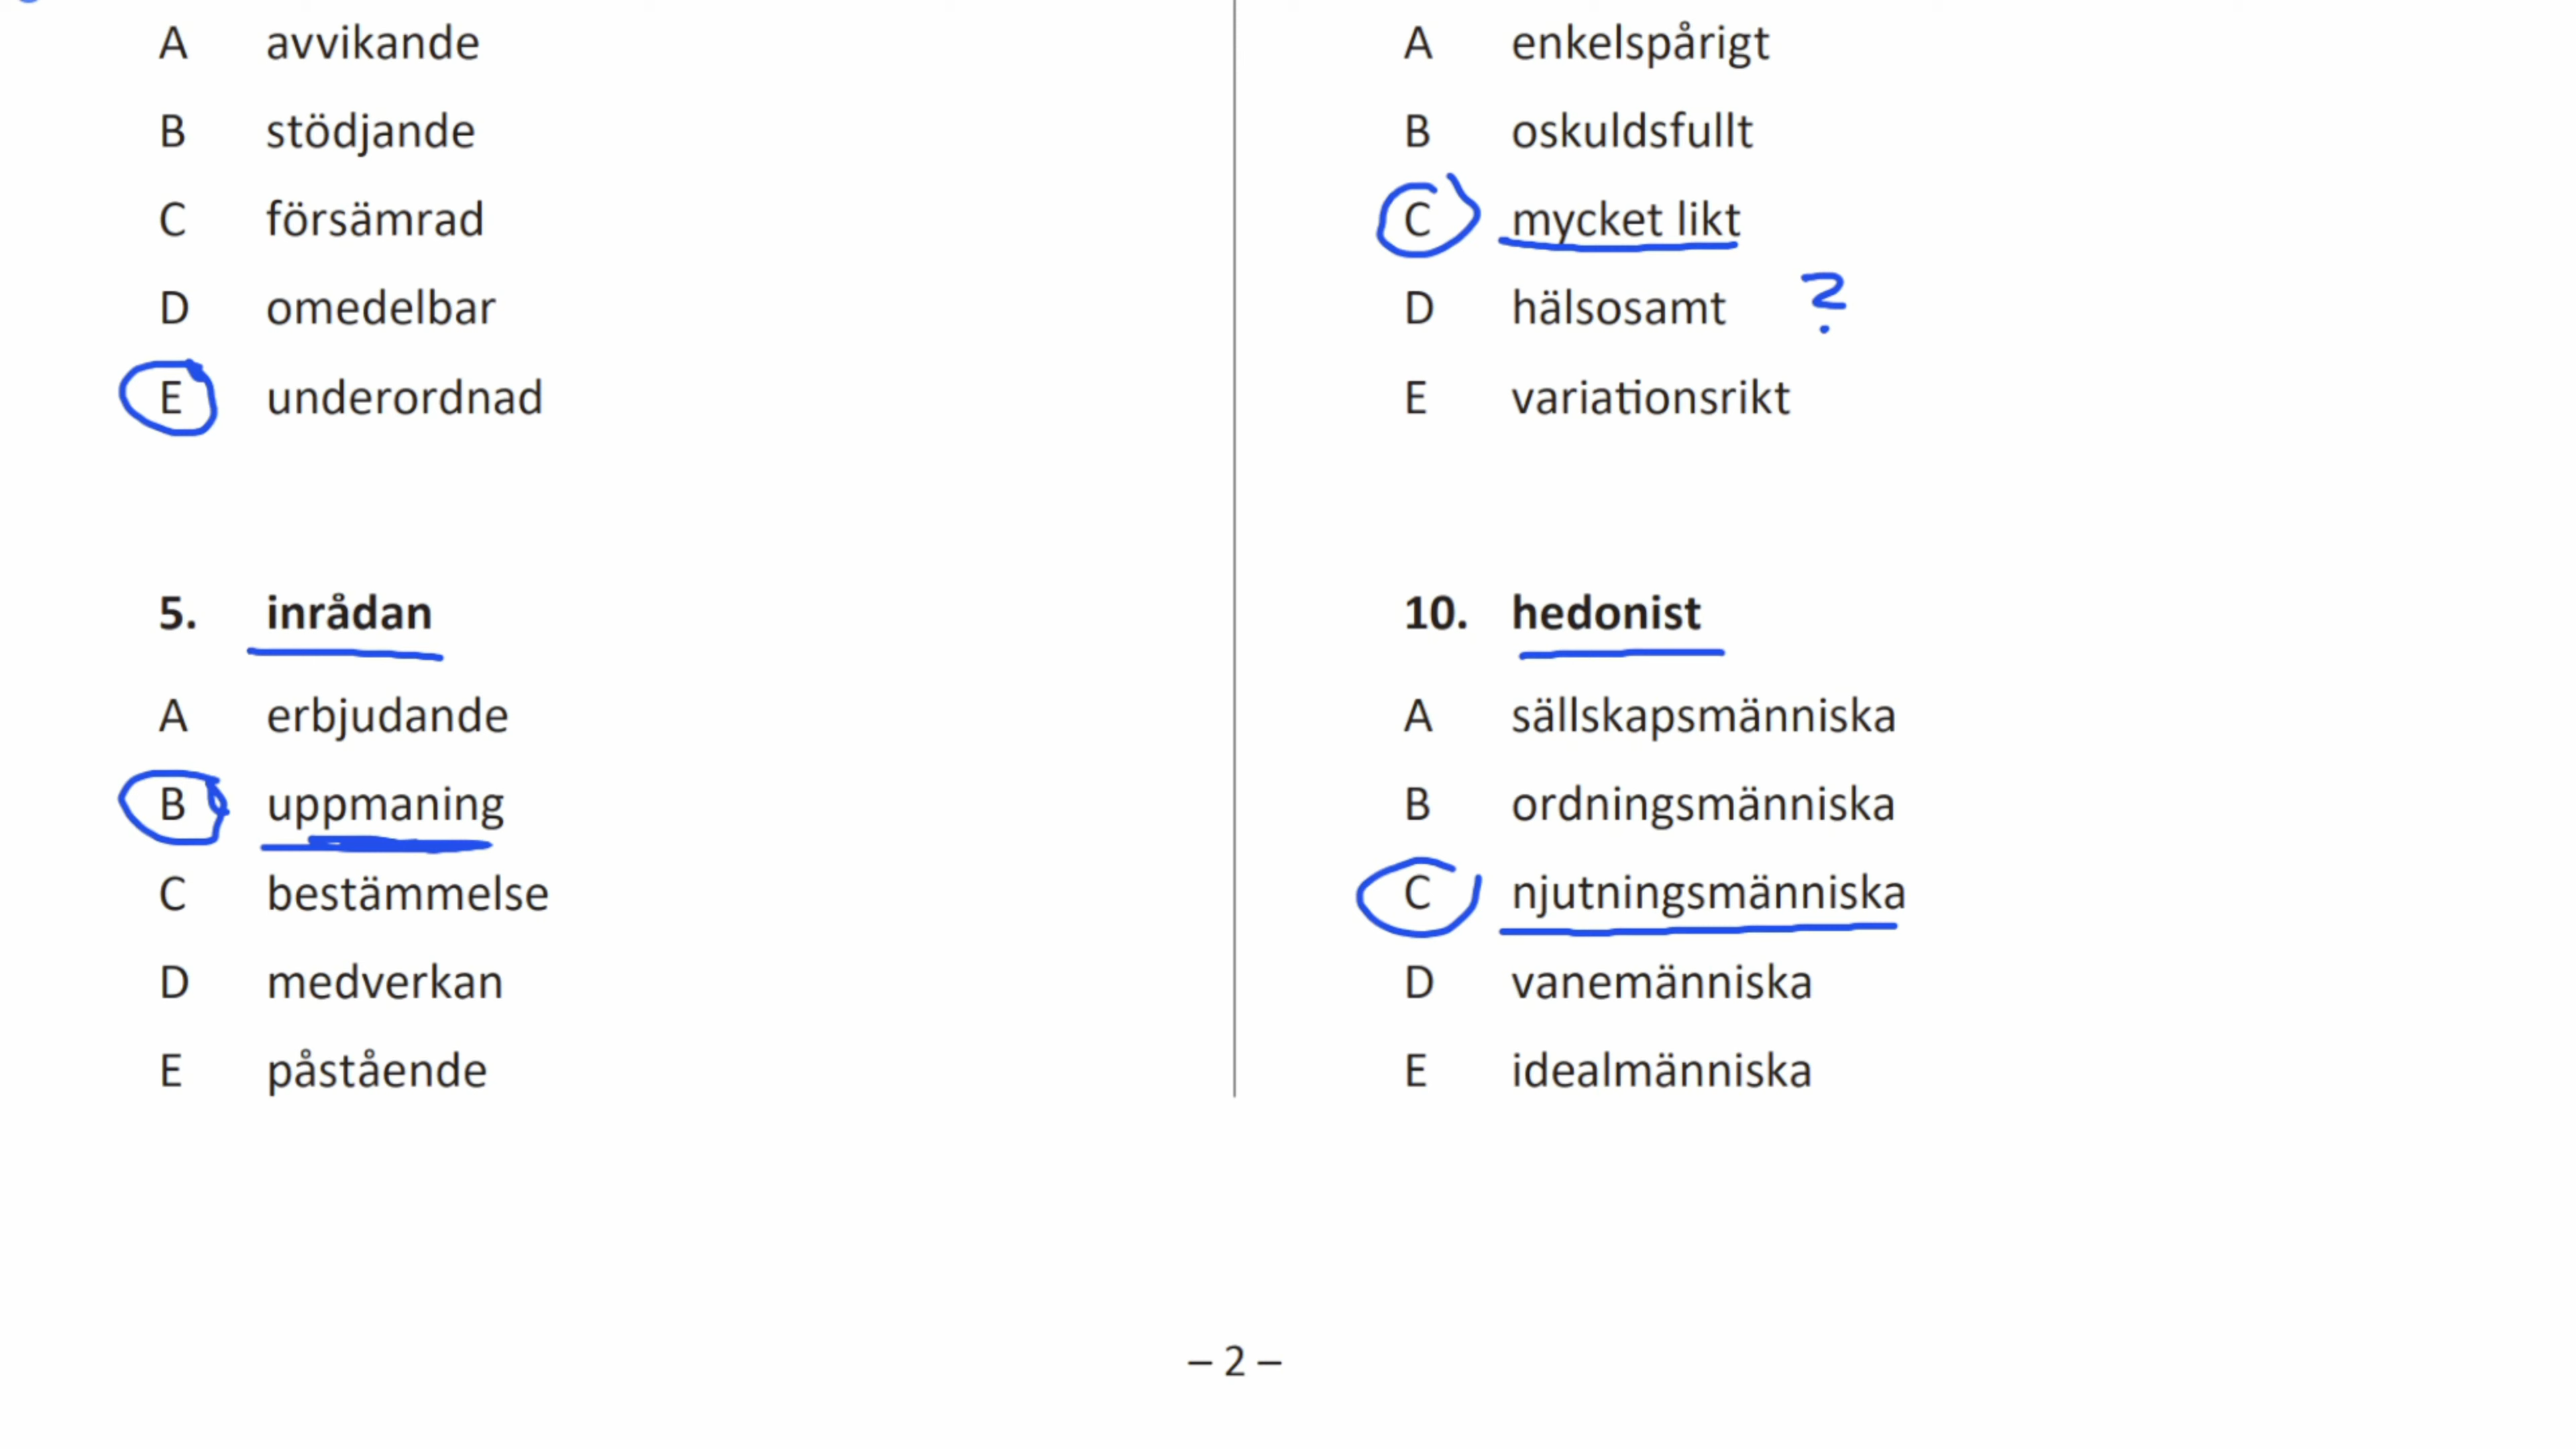 A avvikande
B stödjande
C försämrad
D omedelbar
E underordnad
5. inrådan
A erbjudande
B uppmaning
C bestämmelse
D medverkan
E påstående
A enkelspårigt
B oskuldsfullt
C mycket likt
D hälsosamt ?
E variationsrikt
10. hedonist
A sällskapsmänniska
B ordningsmänniska
C njutningsmänniska
D vanemänniska
E idealmänniska
– 2 –